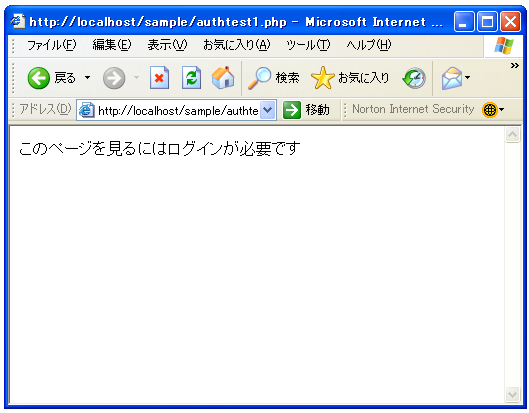 http://localhost/sample/authtest1.php - Microsoft Internet ...
ファイル(F) 編集(E) 表示(V) お気に入り(A) ツール(T) ヘルプ(H)
戻る 検索 お気に入り
アドレス(D) http://localhost/sample/authte 移動 Norton Internet Security
このページを見るにはログインが必要です